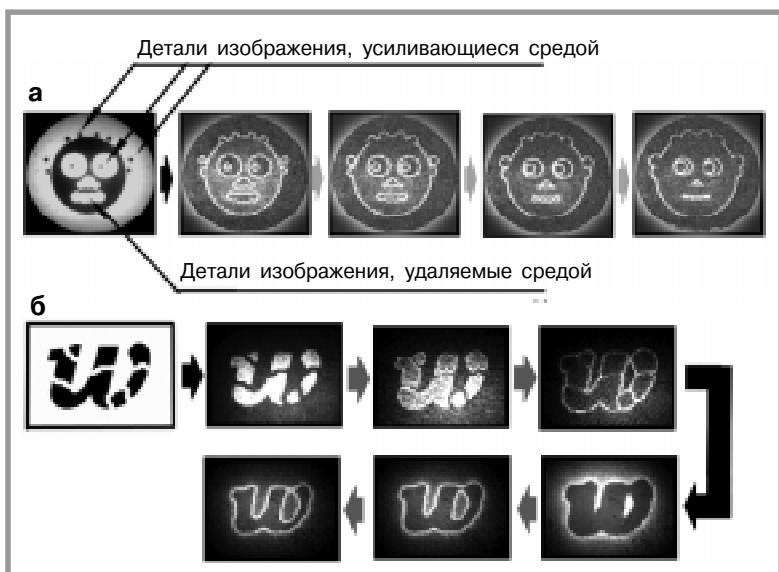 Детали изображения, усиливающиеся средой
а
Детали изображения, удаляемые средой
б